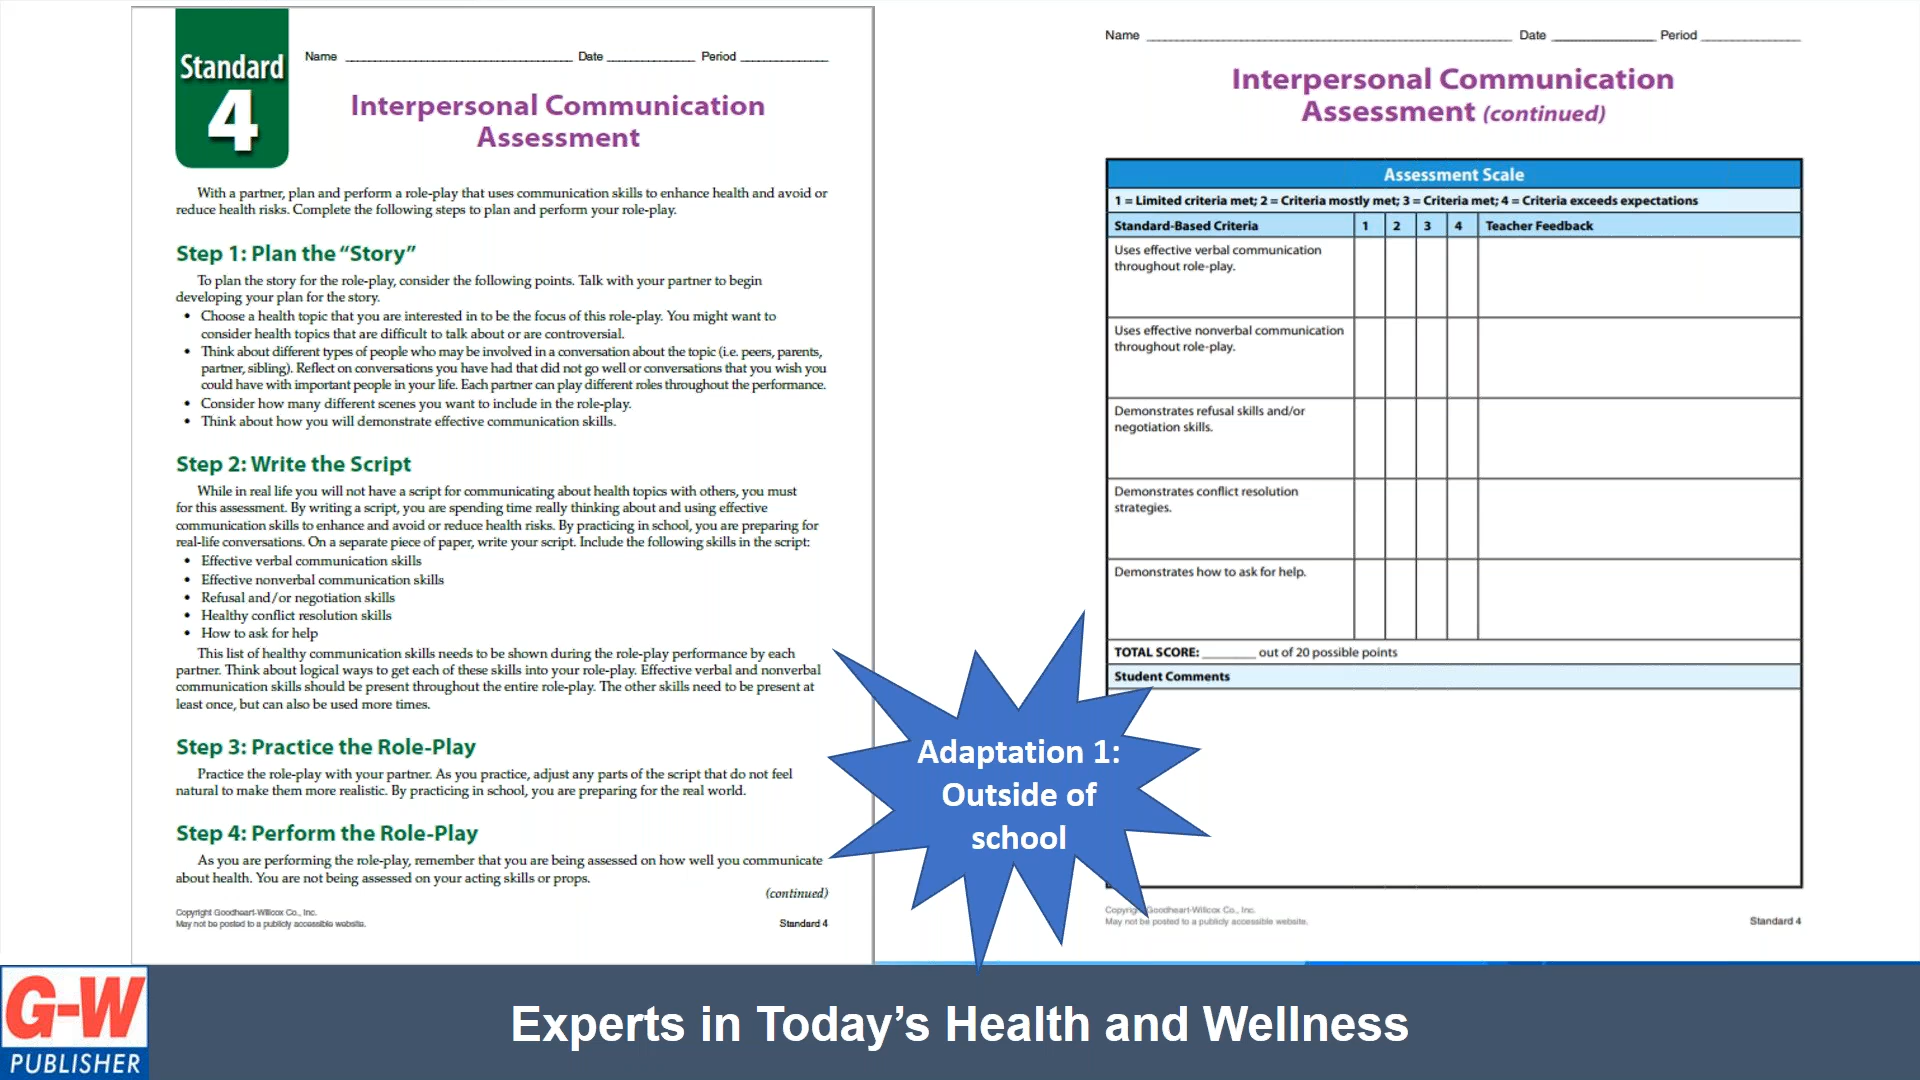 Standard
4
Name Date Period
Interpersonal Communication
Assessment
With a partner, plan and perform a role-play that uses communication skills to enhance health and avoid or
reduce health risks. Complete the following steps to plan and perform your role-play.
Step 1: Plan the “Story”
To plan the story for the role-play, consider the following points. Talk with your partner to begin
developing your plan for the story.
• Choose a health topic that you are interested in to be the focus of this role-play. You might want to
consider health topics that are difficult to talk about or are controversial.
• Think about different types of people who may be involved in a conversation about the topic (i.e. peers, parents,
partner, sibling). Reflect on conversations you have had that did not go well or conversations that you wish you
could have with important people in your life. Each partner can play different roles throughout the performance.
• Consider how many different scenes you want to include in the role-play.
• Think about how you will demonstrate effective communication skills.
Step 2: Write the Script
While in real life you will not have a script for communicating about health topics with others, you must
for this assessment. By writing a script, you are spending time really thinking about and using effective
communication skills to enhance and avoid or reduce health risks. By practicing in school, you are preparing for
real-life conversations. On a separate piece of paper, write your script. Include the following skills in the script:
• Effective verbal communication skills
• Effective nonverbal communication skills
• Refusal and/or negotiation skills
• Healthy conflict resolution skills
• How to ask for help
This list of healthy communication skills needs to be shown during the role-play performance by each
partner. Think about logical ways to get each of these skills into your role-play. Effective verbal and nonverbal
communication skills should be present throughout the entire role-play. The other skills need to be present at
least once, but can also be used more times.
Step 3: Practice the Role-Play
Practice the role-play with your partner. As you practice, adjust any parts of the script that do not feel
natural to make them more realistic. By practicing in school, you are preparing for the real world.
Step 4: Perform the Role-Play
As you are performing the role-play, remember that you are being assessed on how well you communicate
about health. You are not being assessed on your acting skills or props.
(continued)
Copyright Goodheart-Willcox Co., Inc.
May not be posted to a publicly accessible website.
Standard 4
Name Date Period
Interpersonal Communication
Assessment (continued)
Assessment Scale
1 = Limited criteria met; 2 = Criteria mostly met; 3 = Criteria met; 4 = Criteria exceeds expectations
Standard-Based Criteria 1 2 3 4 Teacher Feedback
Uses effective verbal communication
throughout role-play.
Uses effective nonverbal communication
throughout role-play.
Demonstrates refusal skills and/or
negotiation skills.
Demonstrates conflict resolution
strategies.
Demonstrates how to ask for help.
TOTAL SCORE: ________ out of 20 possible points
Student Comments
Copyright Goodheart-Willcox Co., Inc.
May not be posted to a publicly accessible website.
Standard 4
Adaptation 1:
Outside of
school
G-W
PUBLISHER
Experts in Today’s Health and Wellness